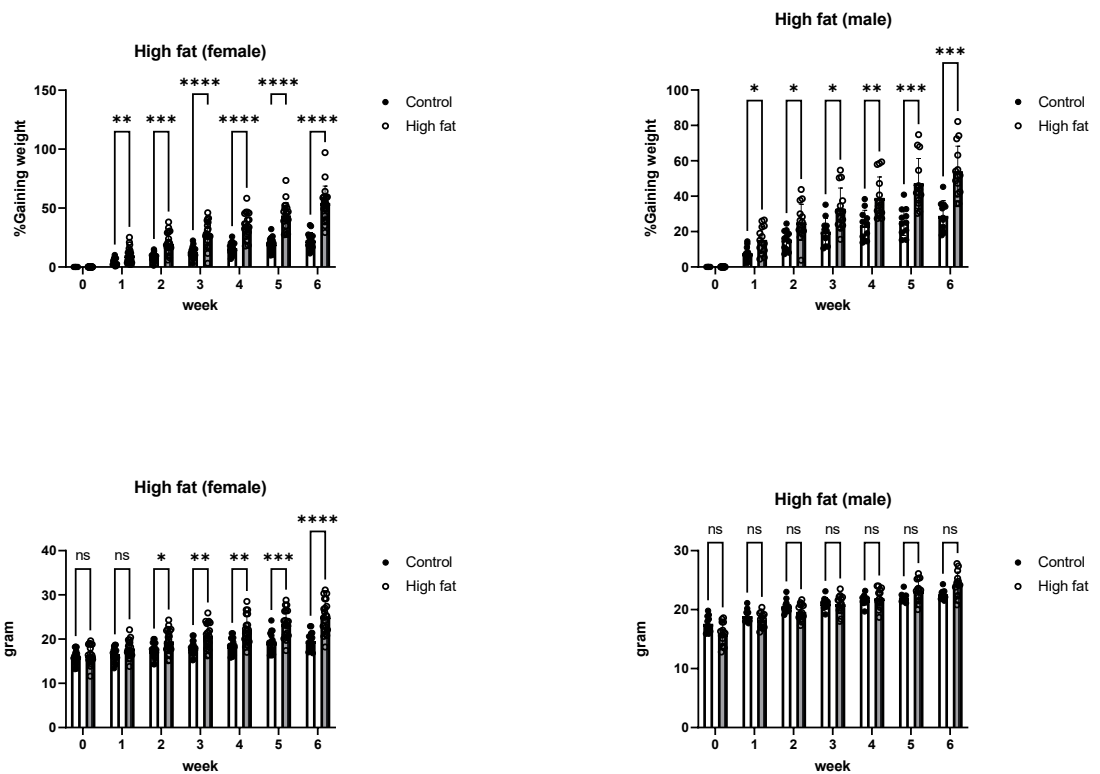 High fat (female)
**** ****
** *** **** ****
150
100
50
0
%Gaining weight
0 1 2 3 4 5 6
week
Control
High fat
High fat (male)
***
* * * ** ***
100
80
60
40
20
0
%Gaining weight
0 1 2 3 4 5 6
week
Control
High fat
High fat (female)
****
ns ns * ** ** ***
40
30
20
10
0
gram
0 1 2 3 4 5 6
week
Control
High fat
High fat (male)
ns ns ns ns ns ns ns
30
20
10
0
gram
0 1 2 3 4 5 6
week
Control
High fat